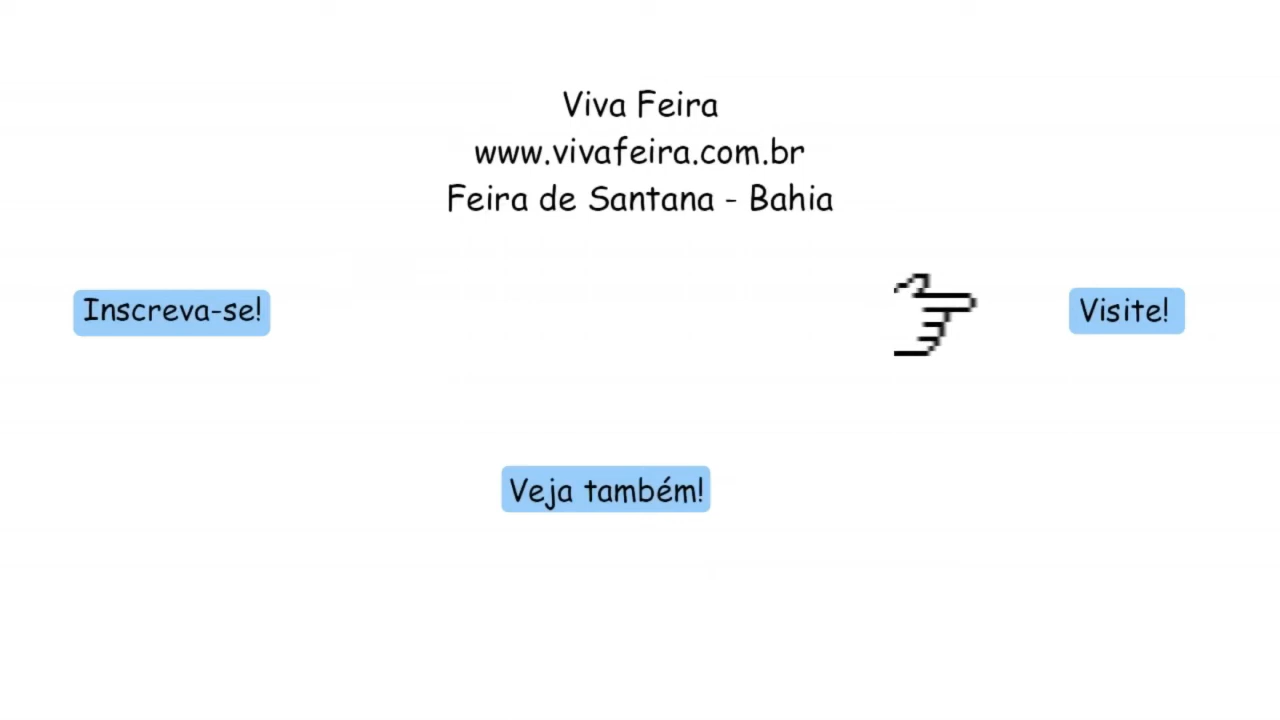 Viva Feira
www.vivafeira.com.br
Feira de Santana - Bahia
Inscreva-se!
Visite!
Veja também!